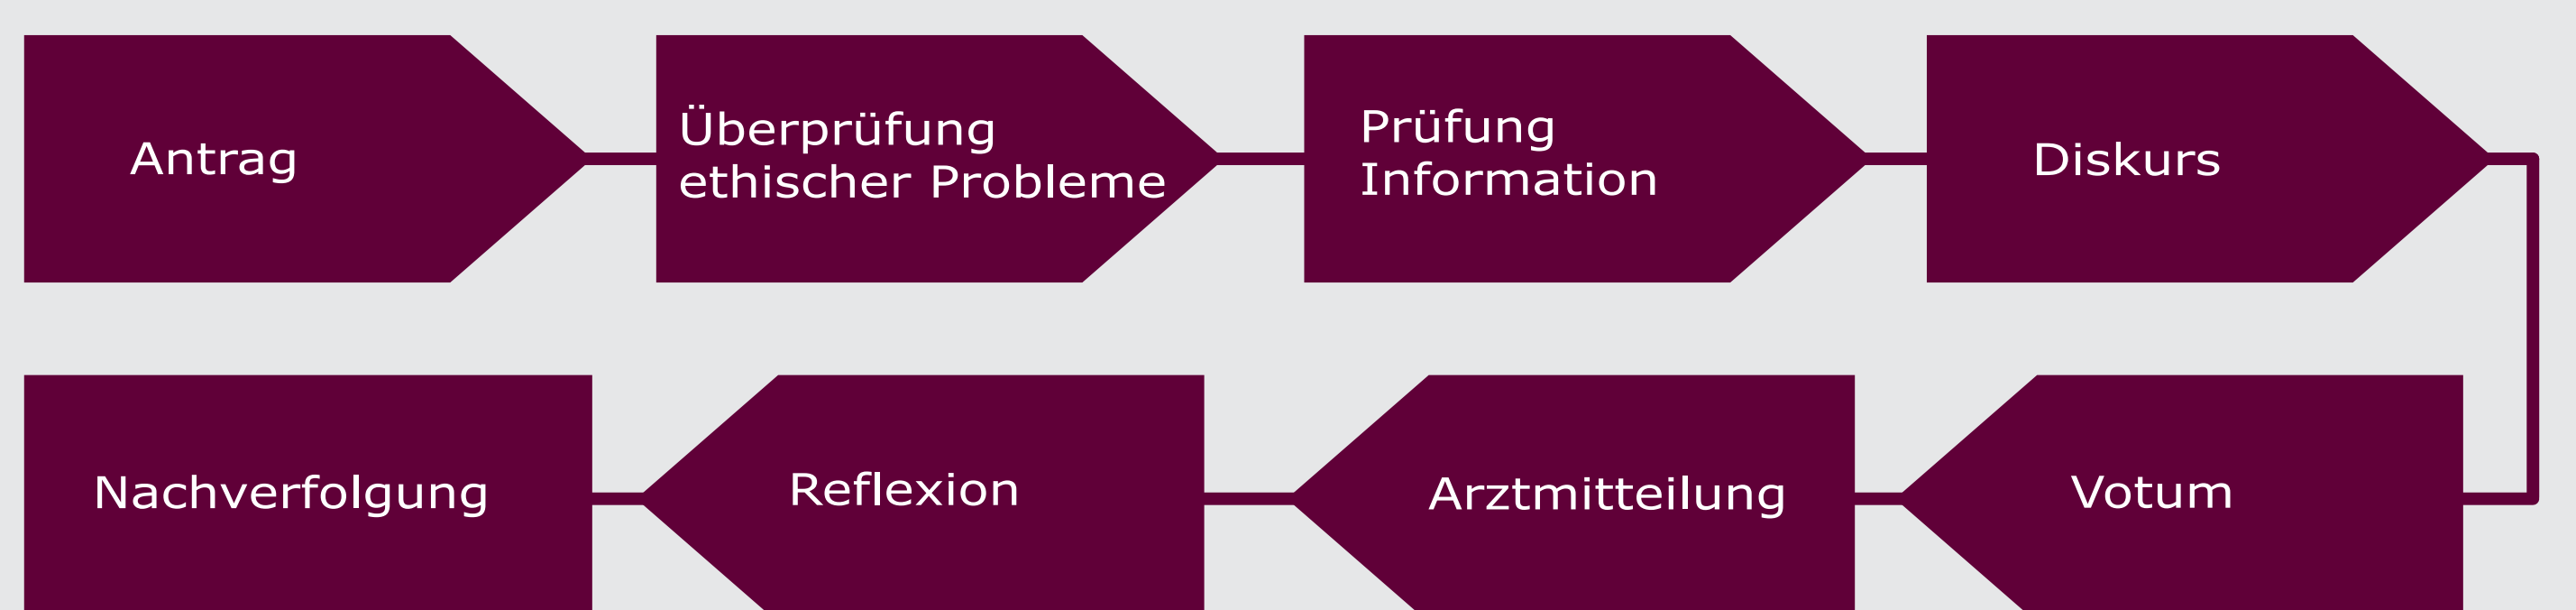 Antrag
Überprüfung
ethischer Probleme
Prüfung
Information
Diskurs
Votum
Arztmitteilung
Reflexion
Nachverfolgung